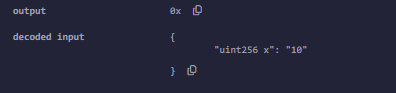 output 0x
decoded input {
"uint256 x": "10"
}